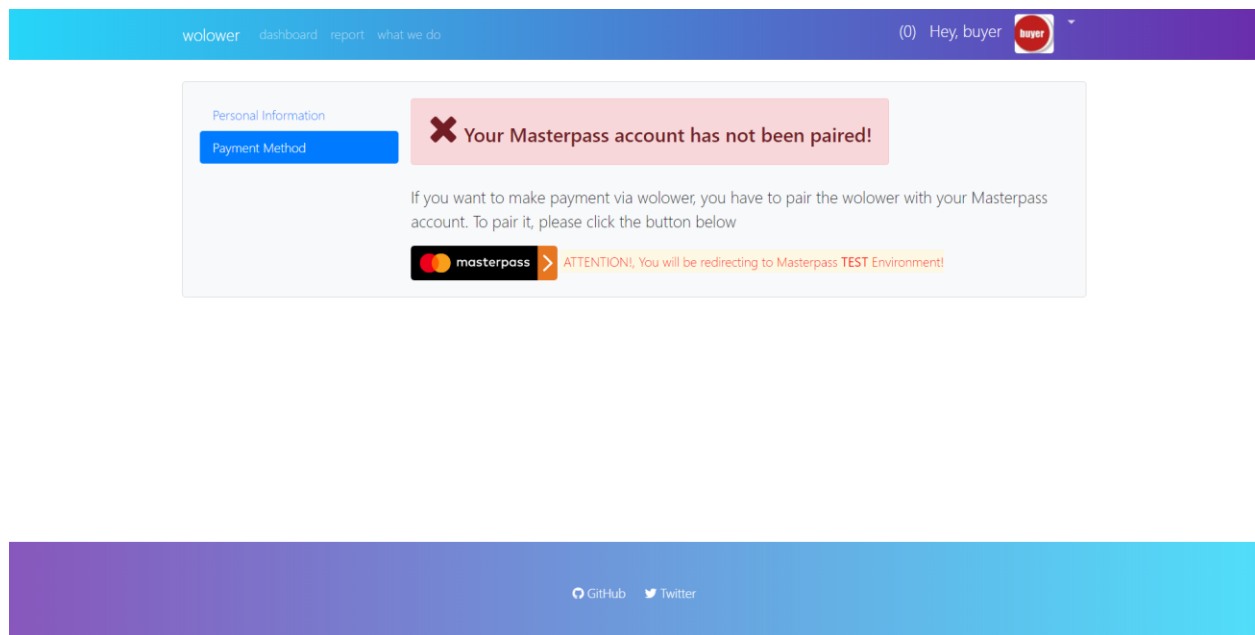 wolower dashboard report what we do (0) Hey, buyer buyer
Personal Information
Payment Method
Your Masterpass account has not been paired!
If you want to make payment via wolower, you have to pair the wolower with your Masterpass
account. To pair it, please click the button below
masterpass ATTENTION!, You will be redirecting to Masterpass TEST Environment!
GitHub Twitter